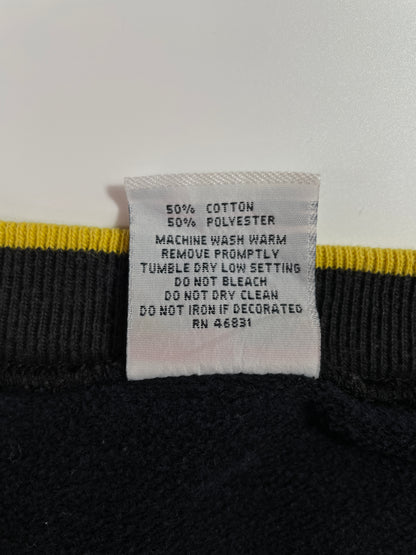 50% COTTON
50% POLYESTER
MACHINE WASH WARM
REMOVE PROMPTLY
TUMBLE DRY LOW SETTING
DO NOT BLEACH
DO NOT DRY CLEAN
DO NOT IRON IF DECORATED
RN 46831